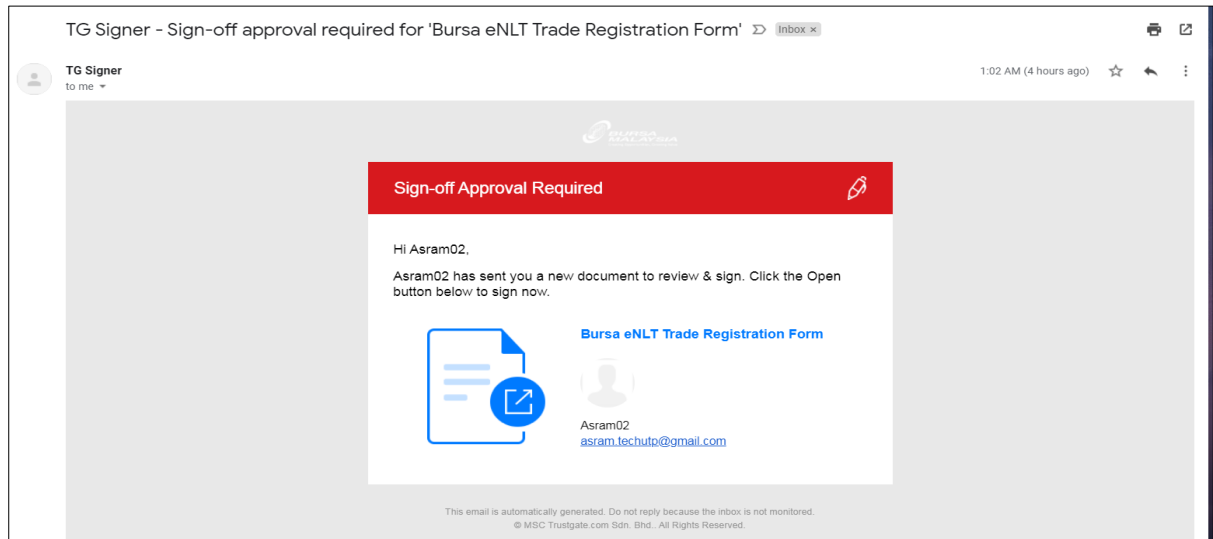 TG Signer - Sign-off approval required for 'Bursa eNLT Trade Registration Form' Inbox ×
TG Signer
to me
1:02 AM (4 hours ago)
BURSA
MALAYSIA
Sign-off Approval Required
Hi Asram02,
Asram02 has sent you a new document to review & sign. Click the Open
button below to sign now.
Bursa eNLT Trade Registration Form
Asram02
asram.techutp@gmail.com
This email is automatically generated. Do not reply because the inbox is not monitored.
© MSC Trustgate.com Sdn. Bhd.. All Rights Reserved.